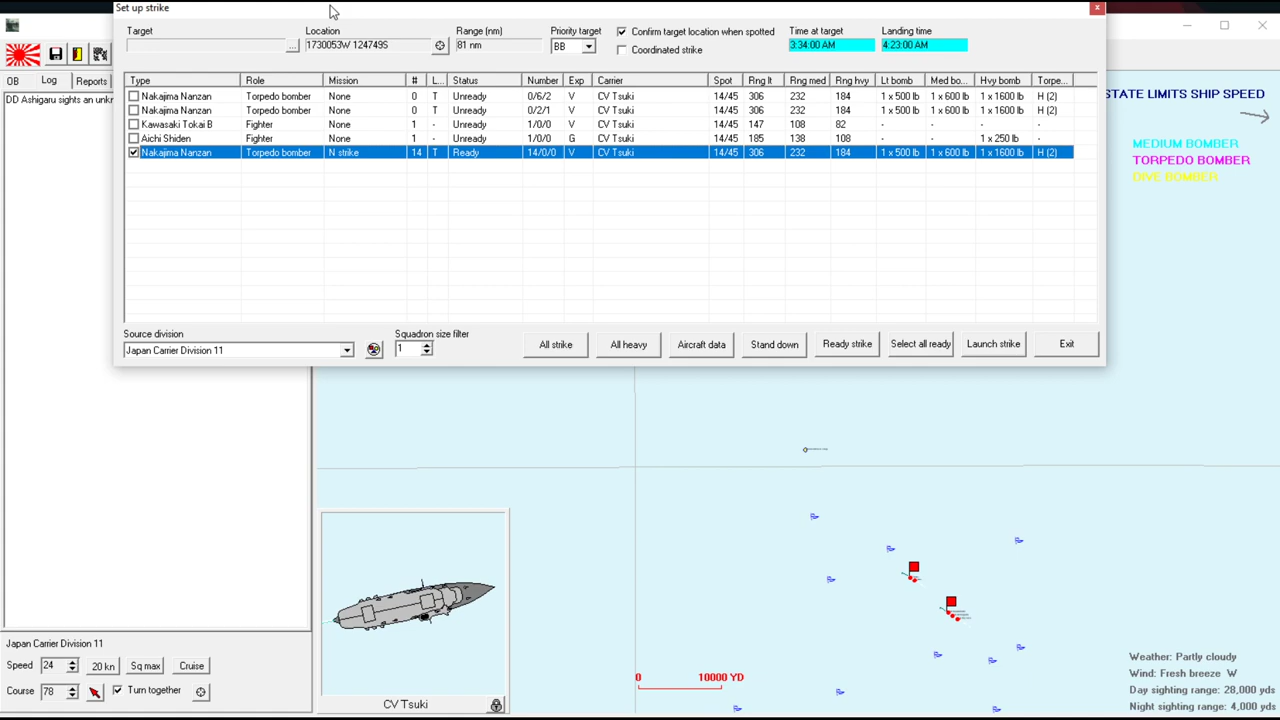 Set up strike
Target
Location
Range (nm)
Priority target
Confirm target location when spotted
Time at target
Landing time
... 1730053W 124749S 81 nm BB 3:34:00 AM 4:23:00 AM
Coordinated strike
OB Log Reports
DD Ashigaru sights an unkr
Type Role Mission # L... Status Number Exp Carrier Spot Rng lt Rng med Rng hvy Lt bomb Med bo... Hvy bomb Torpe...
Nakajima Nanzan Torpedo bomber None 0 T Unready 0/6/2 V CV Tsuki 14/45 306 232 184 1 x 500 lb 1 x 600 lb 1 x 1600 lb H (2)
Nakajima Nanzan Torpedo bomber None 0 T Unready 0/2/1 V CV Tsuki 14/45 306 232 184 1 x 500 lb 1 x 600 lb 1 x 1600 lb H (2)
Kawasaki Tokai B Fighter None 1 - Unready 1/0/0 V CV Tsuki 14/45 147 108 82 - - - -
Aichi Shiden Fighter None 1 - Unready 1/0/0 G CV Tsuki 14/45 185 138 108 - - 1 x 250 lb -
Nakajima Nanzan Torpedo bomber N strike 14 T Ready 14/0/0 V CV Tsuki 14/45 306 232 184 1 x 500 lb 1 x 600 lb 1 x 1600 lb H (2)
STATE LIMITS SHIP SPEED
MEDIUM BOMBER
TORPEDO BOMBER
DIVE BOMBER
Source division
Squadron size filter
Japan Carrier Division 11 1
All strike All heavy Aircraft data Stand down Ready strike Select all ready Launch strike Exit
Japan Carrier Division 11
Speed 24 20 kn Sq max Cruise
Course 78 Turn together
CV Tsuki
0 10000 YD
Weather: Partly cloudy
Wind: Fresh breeze W
Day sighting range: 28,000 yds
Night sighting range: 4,000 yds